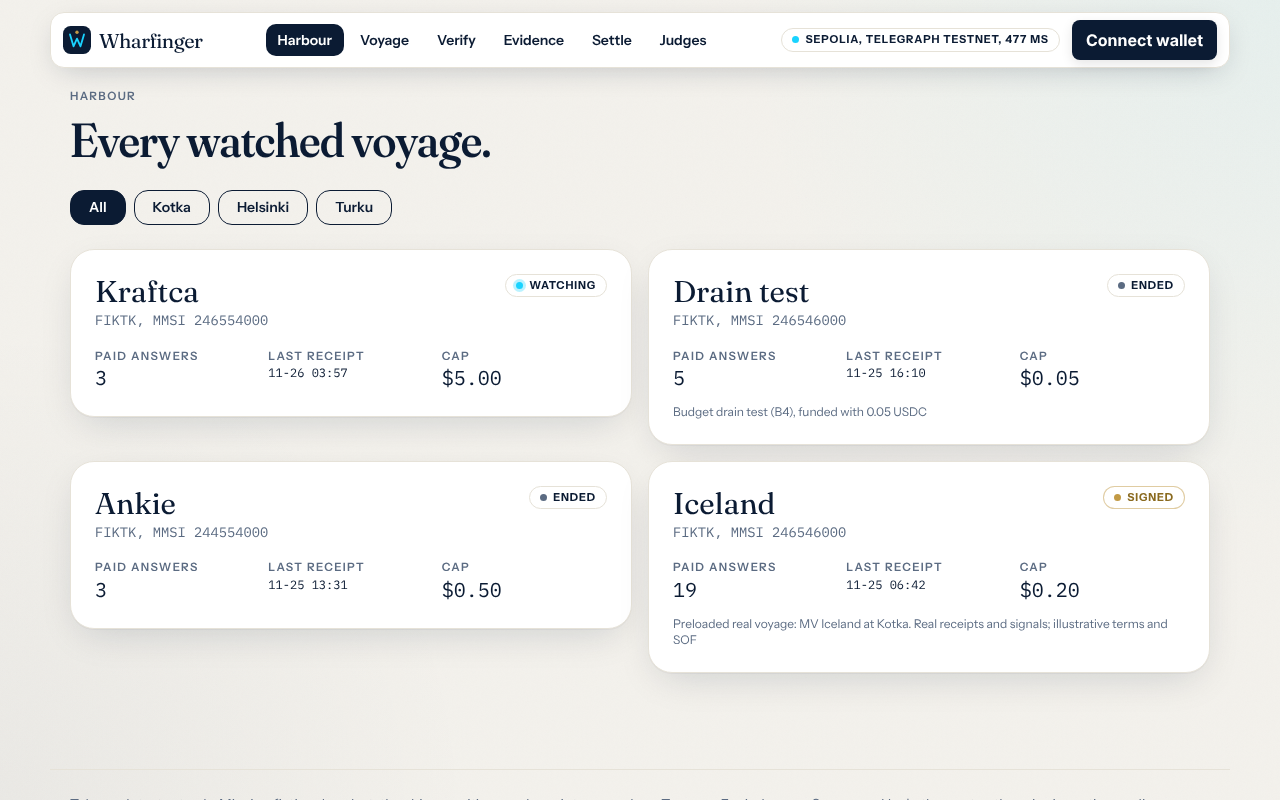 Wharfinger
Harbour
Voyage
Verify
Evidence
Settle
Judges
SEPOLIA, TELEGRAPH TESTNET, 477 MS
Connect wallet
HARBOUR
Every watched voyage.
All
Kotka
Helsinki
Turku
Kraftca
WATCHING
FIKTK, MMSI 246554000
PAID ANSWERS
LAST RECEIPT
CAP
3
11-26 03:57
$5.00
Drain test
ENDED
FIKTK, MMSI 246546000
PAID ANSWERS
LAST RECEIPT
CAP
5
11-25 16:10
$0.05
Budget drain test (B4), funded with 0.05 USDC
Ankie
ENDED
FIKTK, MMSI 244554000
PAID ANSWERS
LAST RECEIPT
CAP
3
11-25 13:31
$0.50
Iceland
SIGNED
FIKTK, MMSI 246546000
PAID ANSWERS
LAST RECEIPT
CAP
19
11-25 06:42
$0.20
Preloaded real voyage: MV Iceland at Kotka. Real receipts and signals; illustrative terms and
SOF